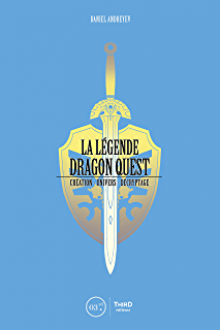 DANIEL ANDREYEV
LA LÉGENDE
DRAGON QUEST
CRÉATION · UNIVERS · DÉCRYPTAGE
THIRD
éditions